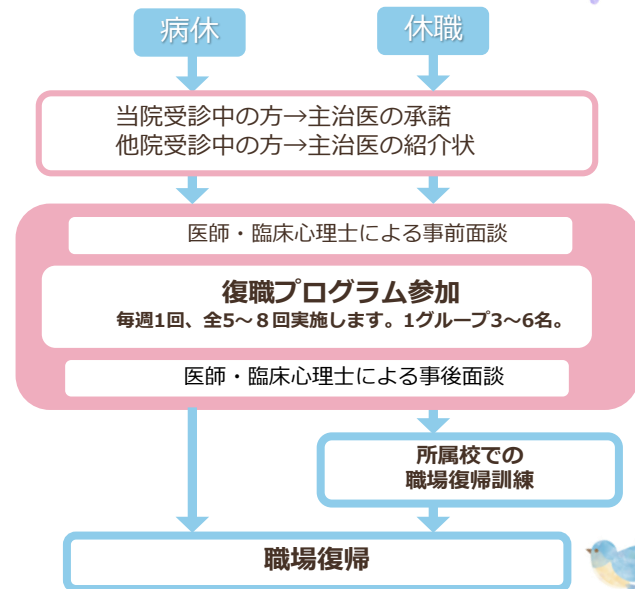 病休
休職
当院受診中の方→主治医の承諾
他院受診中の方→主治医の紹介状
医師・臨床心理士による事前面談
復職プログラム参加
毎週1回、全5～８回実施します。1グループ3～6名。
医師・臨床心理士による事後面談
所属校での
職場復帰訓練
職場復帰